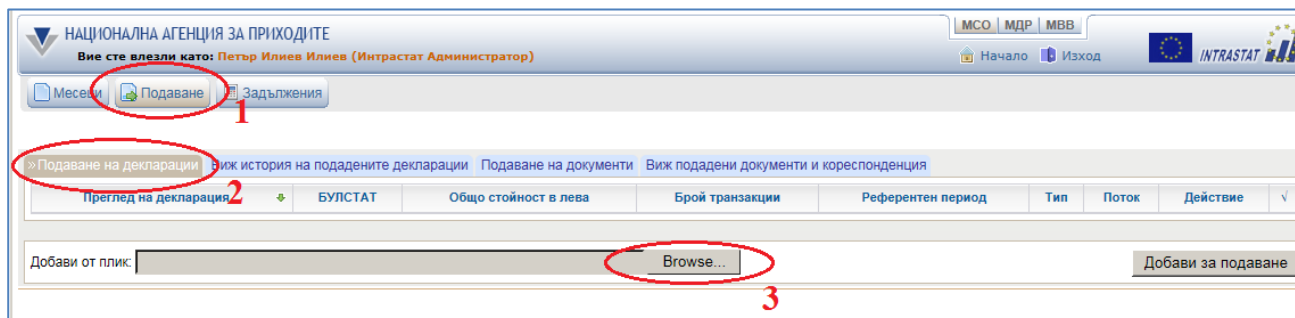 НАЦИОНАЛНА АГЕНЦИЯ ЗА ПРИХОДИТЕ
МСО МДР МВВ
Вие сте влезли като: Петър Илиев Илиев (Интрастат Администратор)
Начало Изход
INTRASTAT
Месеци Подаване Задължения
1
»Подаване на декларации Виж история на подадените декларации Подаване на документи Виж подадени документи и кореспонденция
2
Преглед на декларация БУЛСТАТ Общо стойност в лева Брой транзакции Референтен период Тип Поток Действие √
Добави от плик: Browse... Добави за подаване
3